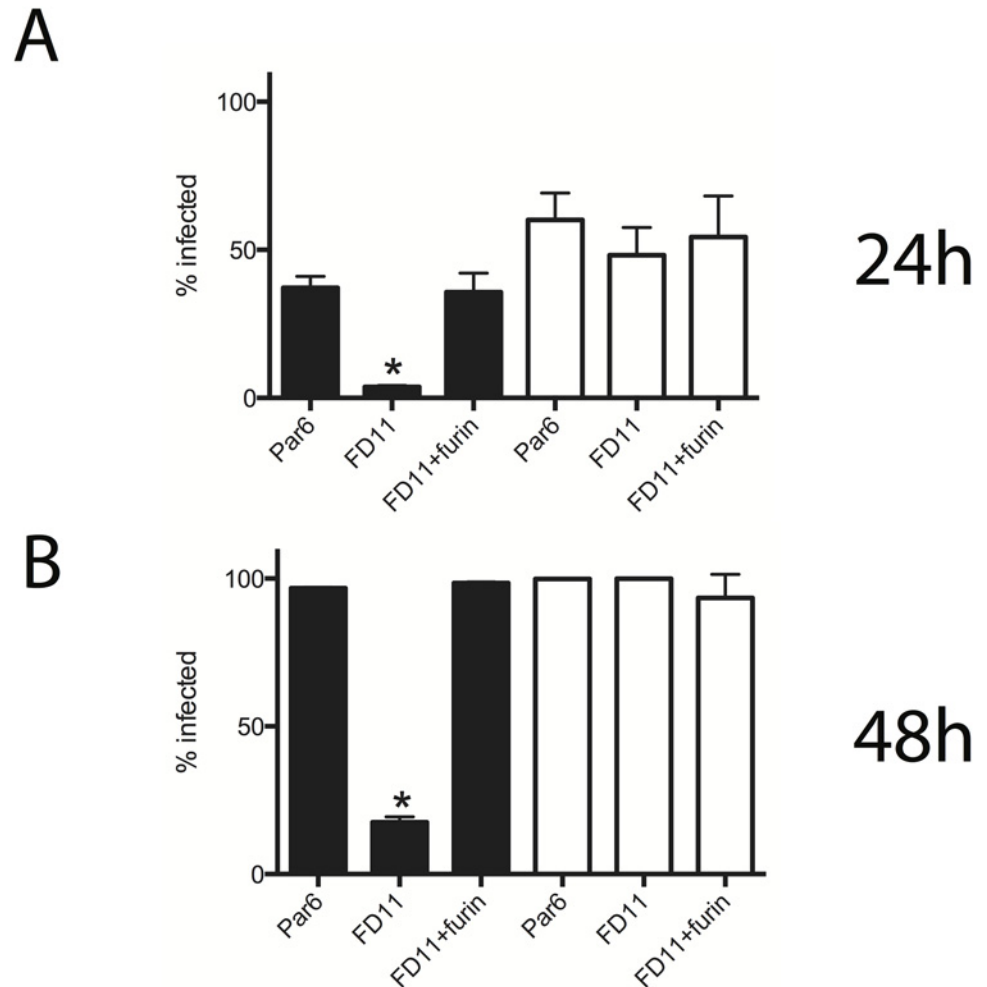 A
100
50
0
% infected
*
Par6
FD11
FD11+furin
Par6
FD11
FD11+furin
24h
B
100
50
0
% infected
*
Par6
FD11
FD11+furin
Par6
FD11
FD11+furin
48h